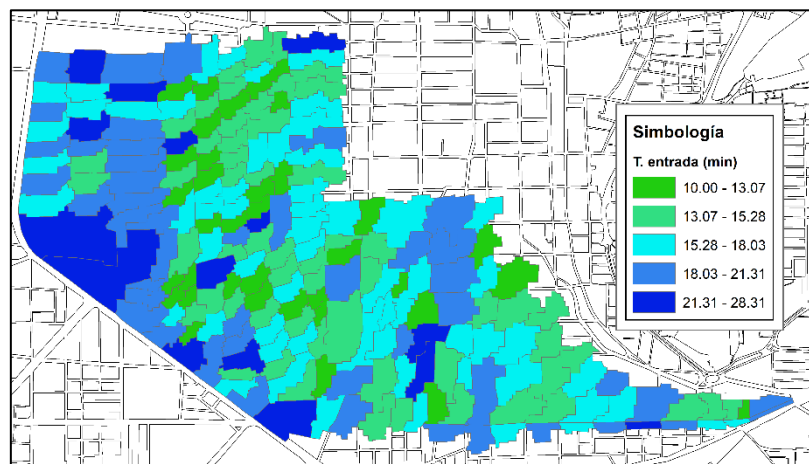 Simbología
T. entrada (min)
10.00 - 13.07
13.07 - 15.28
15.28 - 18.03
18.03 - 21.31
21.31 - 28.31